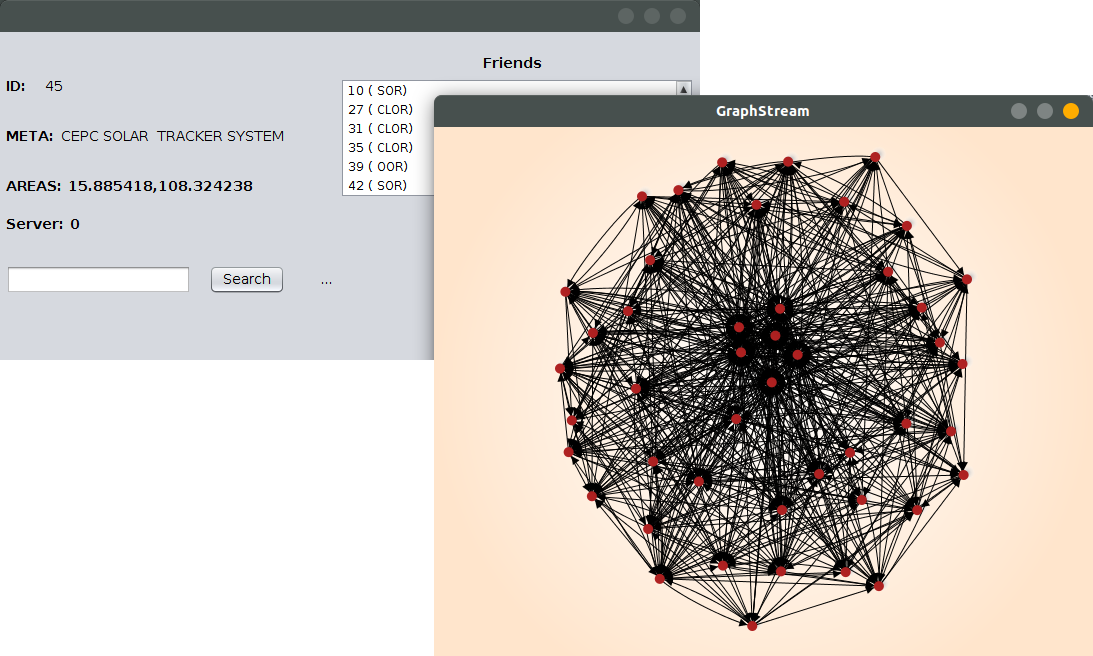 Friends
ID: 45
10 ( SOR)
27 ( CLOR)
31 ( CLOR)
35 ( CLOR)
39 ( OOR)
42 ( SOR)
META: CEPC SOLAR  TRACKER SYSTEM
AREAS: 15.885418,108.324238
Server: 0
Search
...
GraphStream